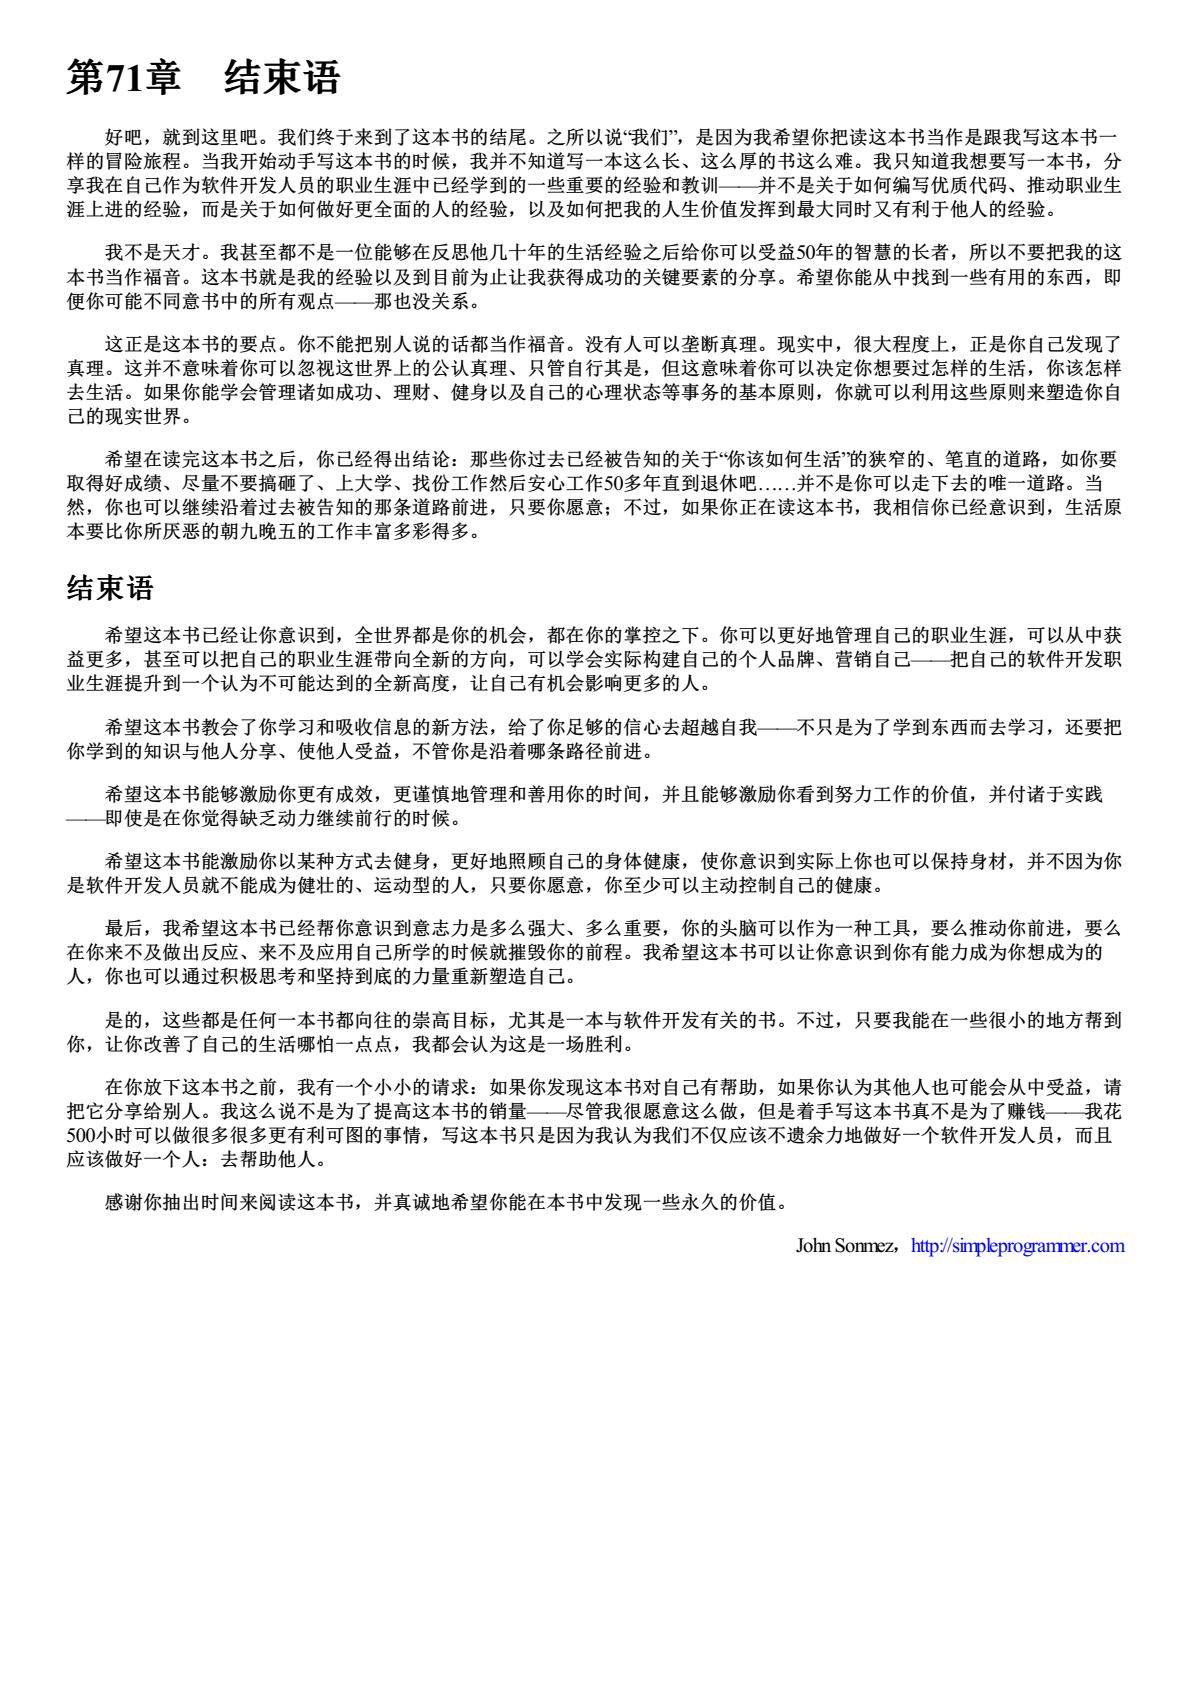 第71章　结束语
好吧，就到这里吧。我们终于来到了这本书的结尾。之所以说“我们”，是因为我希望你把读这本书当作是跟我写这本书一
样的冒险旅程。当我开始动手写这本书的时候，我并不知道写一本这么长、这么厚的书这么难。我只知道我想要写一本书，分
享我在自己作为软件开发人员的职业生涯中已经学到的一些重要的经验和教训——并不是关于如何编写优质代码、推动职业生
涯上进的经验，而是关于如何做好更全面的人的经验，以及如何把我的人生价值发挥到最大同时又有利于他人的经验。
我不是天才。我甚至都不是一位能够在反思他几十年的生活经验之后给你可以受益50年的智慧的长者，所以不要把我的这
本书当作福音。这本书就是我的经验以及到目前为止让我获得成功的关键要素的分享。希望你能从中找到一些有用的东西，即
便你可能不同意书中的所有观点——那也没关系。
这正是这本书的要点。你不能把别人说的话都当作福音。没有人可以垄断真理。现实中，很大程度上，正是你自己发现了
真理。这并不意味着你可以忽视这世界上的公认真理、只管自行其是，但这意味着你可以决定你想要过怎样的生活，你该怎样
去生活。如果你能学会管理诸如成功、理财、健身以及自己的心理状态等事务的基本原则，你就可以利用这些原则来塑造你自
己的现实世界。
希望在读完这本书之后，你已经得出结论：那些你过去已经被告知的关于“你该如何生活”的狭窄的、笔直的道路，如你要
取得好成绩、尽量不要搞砸了、上大学、找份工作然后安心工作50多年直到退休吧……并不是你可以走下去的唯一道路。当
然，你也可以继续沿着过去被告知的那条道路前进，只要你愿意；不过，如果你正在读这本书，我相信你已经意识到，生活原
本要比你所厌恶的朝九晚五的工作丰富多彩得多。
结束语
希望这本书已经让你意识到，全世界都是你的机会，都在你的掌控之下。你可以更好地管理自己的职业生涯，可以从中获
益更多，甚至可以把自己的职业生涯带向全新的方向，可以学会实际构建自己的个人品牌、营销自己——把自己的软件开发职
业生涯提升到一个认为不可能达到的全新高度，让自己有机会影响更多的人。
希望这本书教会了你学习和吸收信息的新方法，给了你足够的信心去超越自我——不只是为了学到东西而去学习，还要把
你学到的知识与他人分享、使他人受益，不管你是沿着哪条路径前进。
希望这本书能够激励你更有成效，更谨慎地管理和善用你的时间，并且能够激励你看到努力工作的价值，并付诸于实践
——即使是在你觉得缺乏动力继续前行的时候。
希望这本书能激励你以某种方式去健身，更好地照顾自己的身体健康，使你意识到实际上你也可以保持身材，并不因为你
是软件开发人员就不能成为健壮的、运动型的人，只要你愿意，你至少可以主动控制自己的健康。
最后，我希望这本书已经帮你意识到意志力是多么强大、多么重要，你的头脑可以作为一种工具，要么推动你前进，要么
在你来不及做出反应、来不及应用自己所学的时候就摧毁你的前程。我希望这本书可以让你意识到你有能力成为你想成为的
人，你也可以通过积极思考和坚持到底的力量重新塑造自己。
是的，这些都是任何一本书都向往的崇高目标，尤其是一本与软件开发有关的书。不过，只要我能在一些很小的地方帮到
你，让你改善了自己的生活哪怕一点点，我都会认为这是一场胜利。
在你放下这本书之前，我有一个小小的请求：如果你发现这本书对自己有帮助，如果你认为其他人也可能会从中受益，请
把它分享给别人。我这么说不是为了提高这本书的销量——尽管我很愿意这么做，但是着手写这本书真不是为了赚钱——我花
500小时可以做很多很多更有利可图的事情，写这本书只是因为我认为我们不仅应该不遗余力地做好一个软件开发人员，而且
应该做好一个人：去帮助他人。
感谢你抽出时间来阅读这本书，并真诚地希望你能在本书中发现一些永久的价值。
John Sonmez，http://simpleprogrammer.com